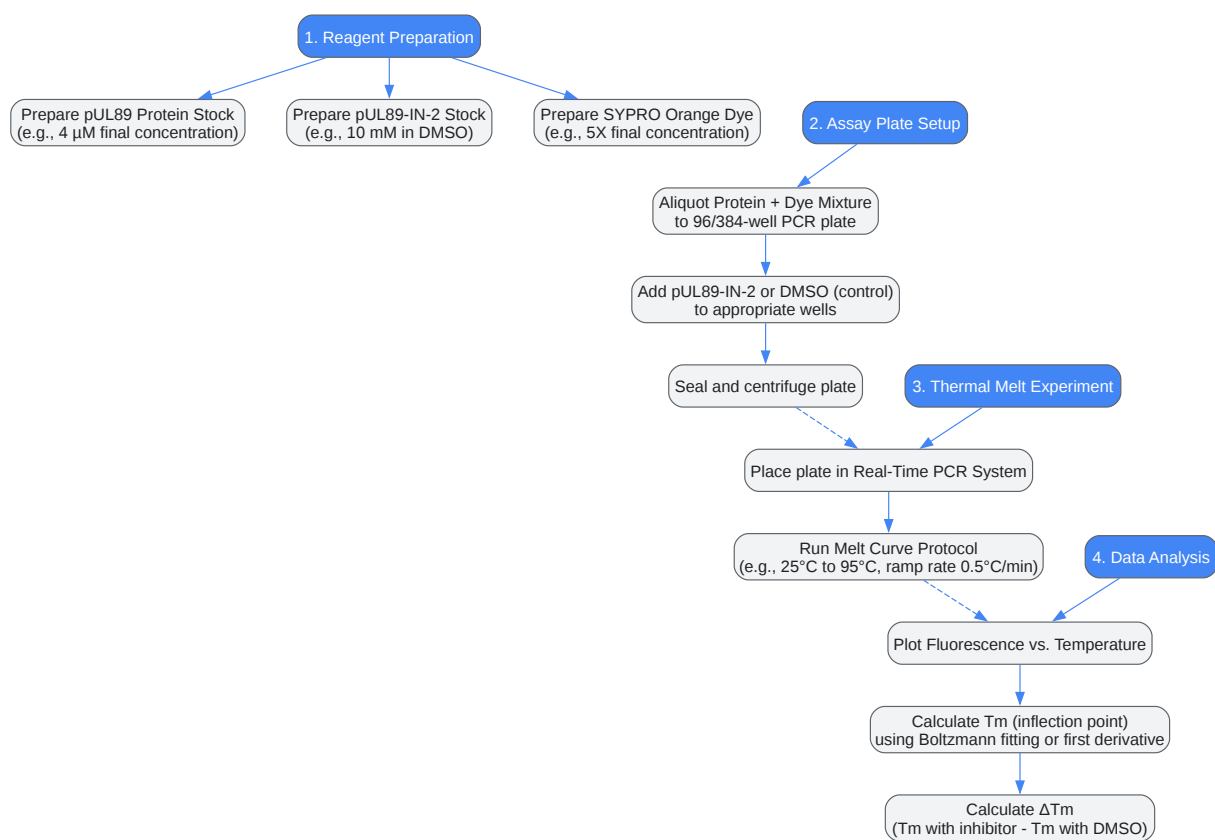 1. Reagent Preparation
Prepare pUL89 Protein Stock
(e.g., 4 µM final concentration)
Prepare pUL89-IN-2 Stock
(e.g., 10 mM in DMSO)
Prepare SYPRO Orange Dye
(e.g., 5X final concentration)
2. Assay Plate Setup
Aliquot Protein + Dye Mixture
to 96/384-well PCR plate
Add pUL89-IN-2 or DMSO (control)
to appropriate wells
Seal and centrifuge plate
3. Thermal Melt Experiment
Place plate in Real-Time PCR System
Run Melt Curve Protocol
(e.g., 25°C to 95°C, ramp rate 0.5°C/min)
4. Data Analysis
Plot Fluorescence vs. Temperature
Calculate Tm (inflection point)
using Boltzmann fitting or first derivative
Calculate ΔTm
(Tm with inhibitor - Tm with DMSO)